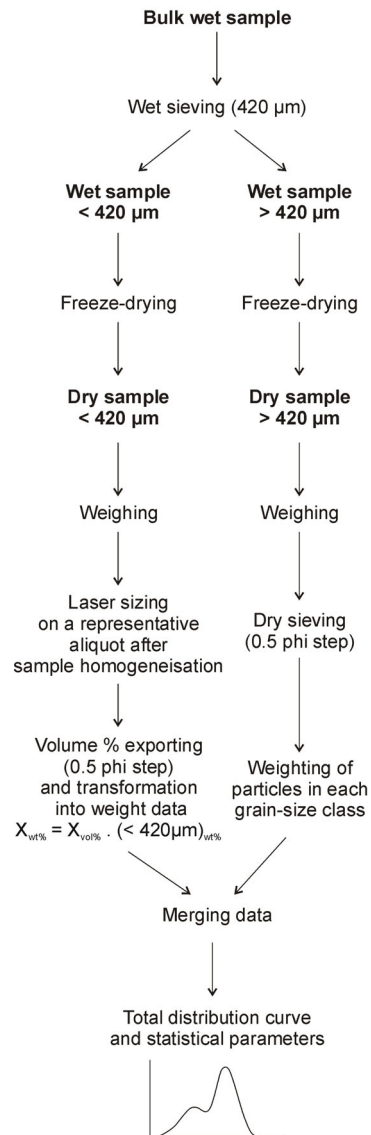 Bulk wet sample
Wet sieving (420 µm)
Wet sample
< 420 µm
Wet sample
> 420 µm
Freeze-drying
Freeze-drying
Dry sample
< 420 µm
Dry sample
> 420 µm
Weighing
Weighing
Laser sizing
on a representative
aliquot after
sample homogeneisation
Dry sieving
(0.5 phi step)
Volume % exporting
(0.5 phi step)
and transformation
into weight data
X wt% = X vol% . (< 420µm) wt%
Weighting of
particles in each
grain-size class
Merging data
Total distribution curve
and statistical parameters